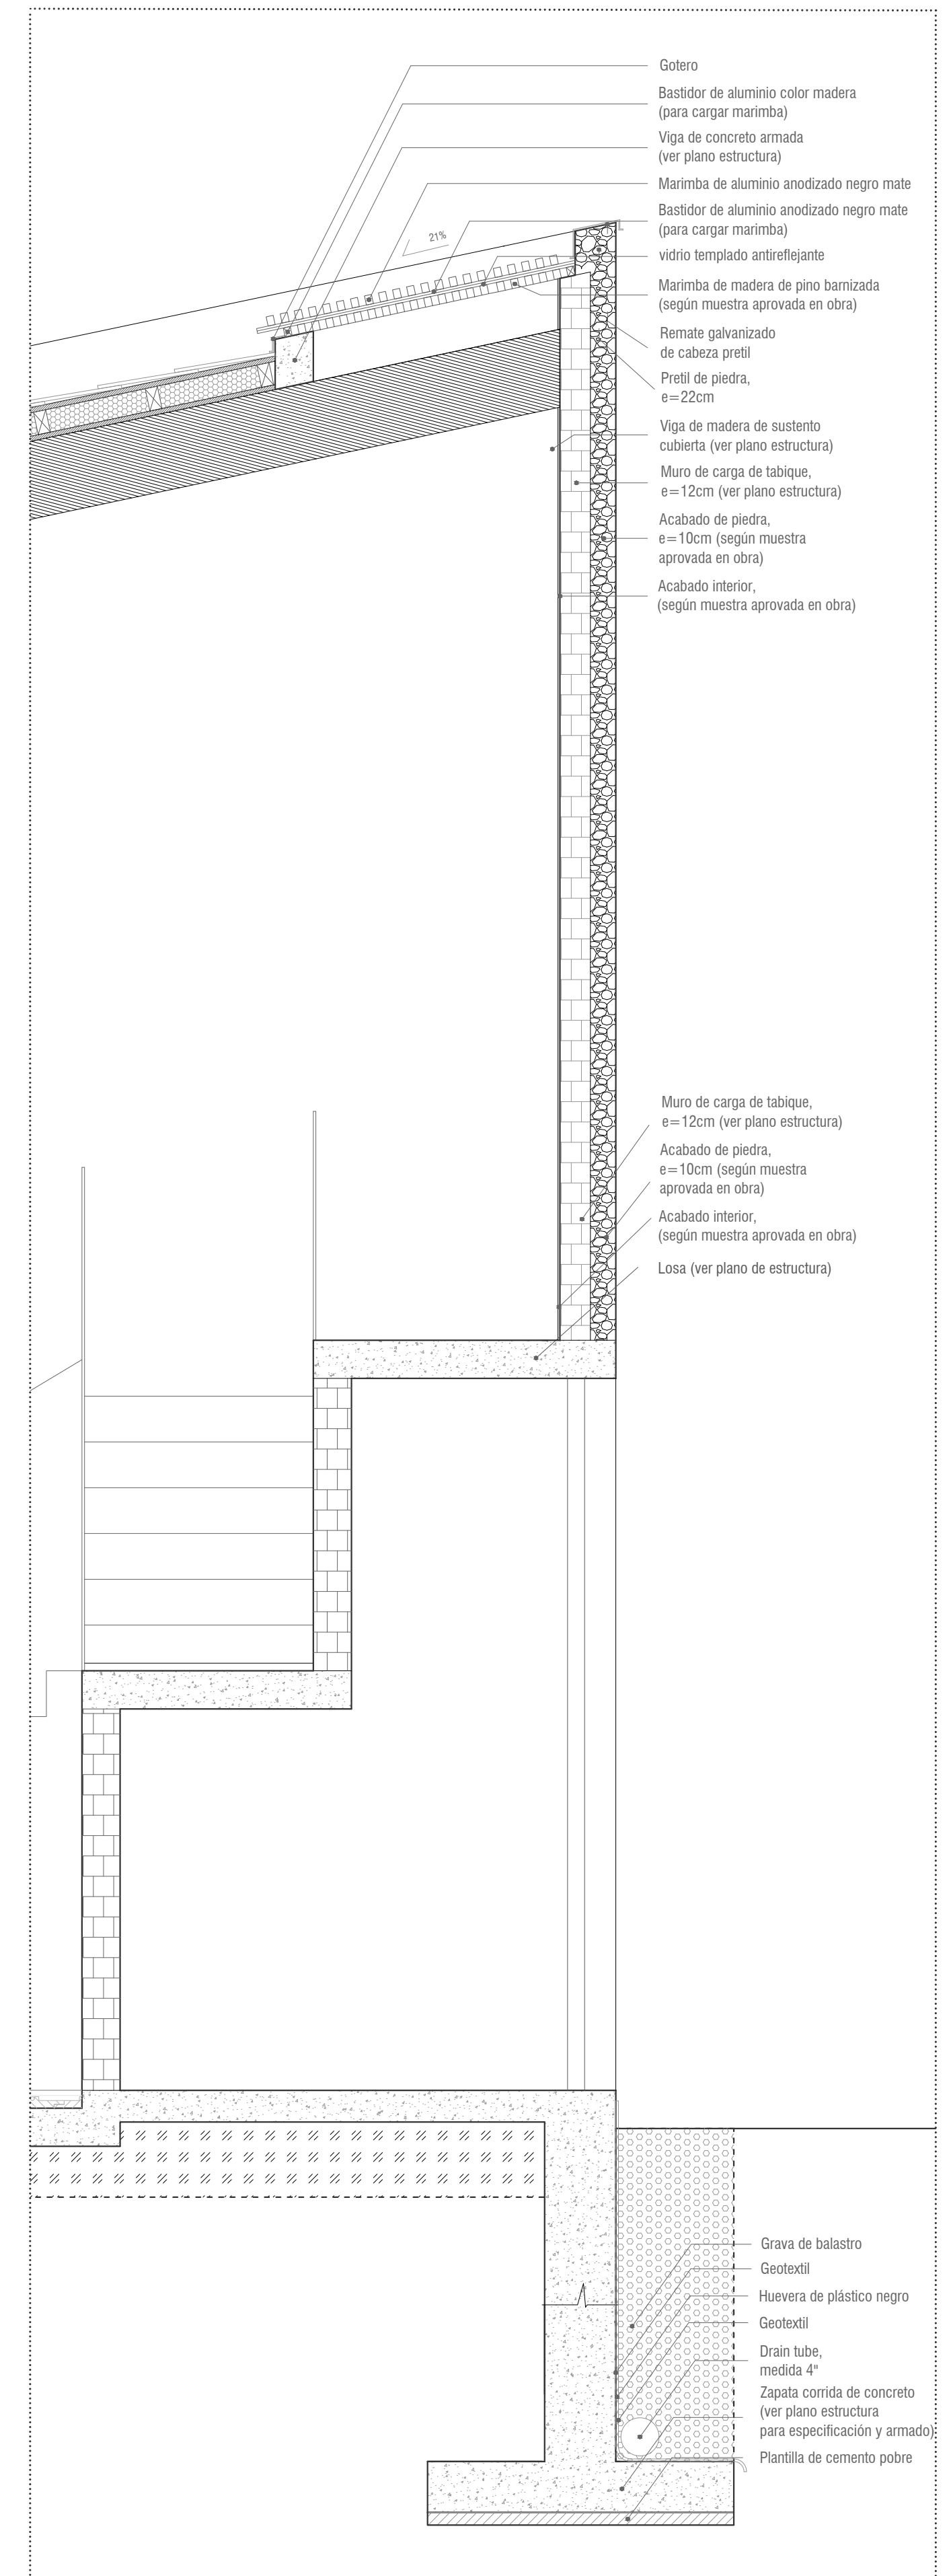 Gotero
Bastidor de aluminio color madera
(para cargar marimba)
Viga de concreto armada
(ver plano estructura)
Marimba de aluminio anodizado negro mate
Bastidor de aluminio anodizado negro mate
(para cargar marimba)
21%
vidrio templado antireflejante
Marimba de madera de pino barnizada
(según muestra aprovada en obra)
Remate galvanizado
de cabeza pretil
Pretil de piedra,
e=22cm
Viga de madera de sustento
cubierta (ver plano estructura)
Muro de carga de tabique,
e=12cm (ver plano estructura)
Acabado de piedra,
e=10cm (según muestra
aprovada en obra)
Acabado interior,
(según muestra aprovada en obra)
Muro de carga de tabique,
e=12cm (ver plano estructura)
Acabado de piedra,
e=10cm (según muestra
aprovada en obra)
Acabado interior,
(según muestra aprovada en obra)
Losa (ver plano de estructura)
Grava de balastro
Geotextil
Huevera de plástico negro
Geotextil
Drain tube,
medida 4"
Zapata corrida de concreto
(ver plano estructura
para especificación y armado)
Plantilla de cemento pobre